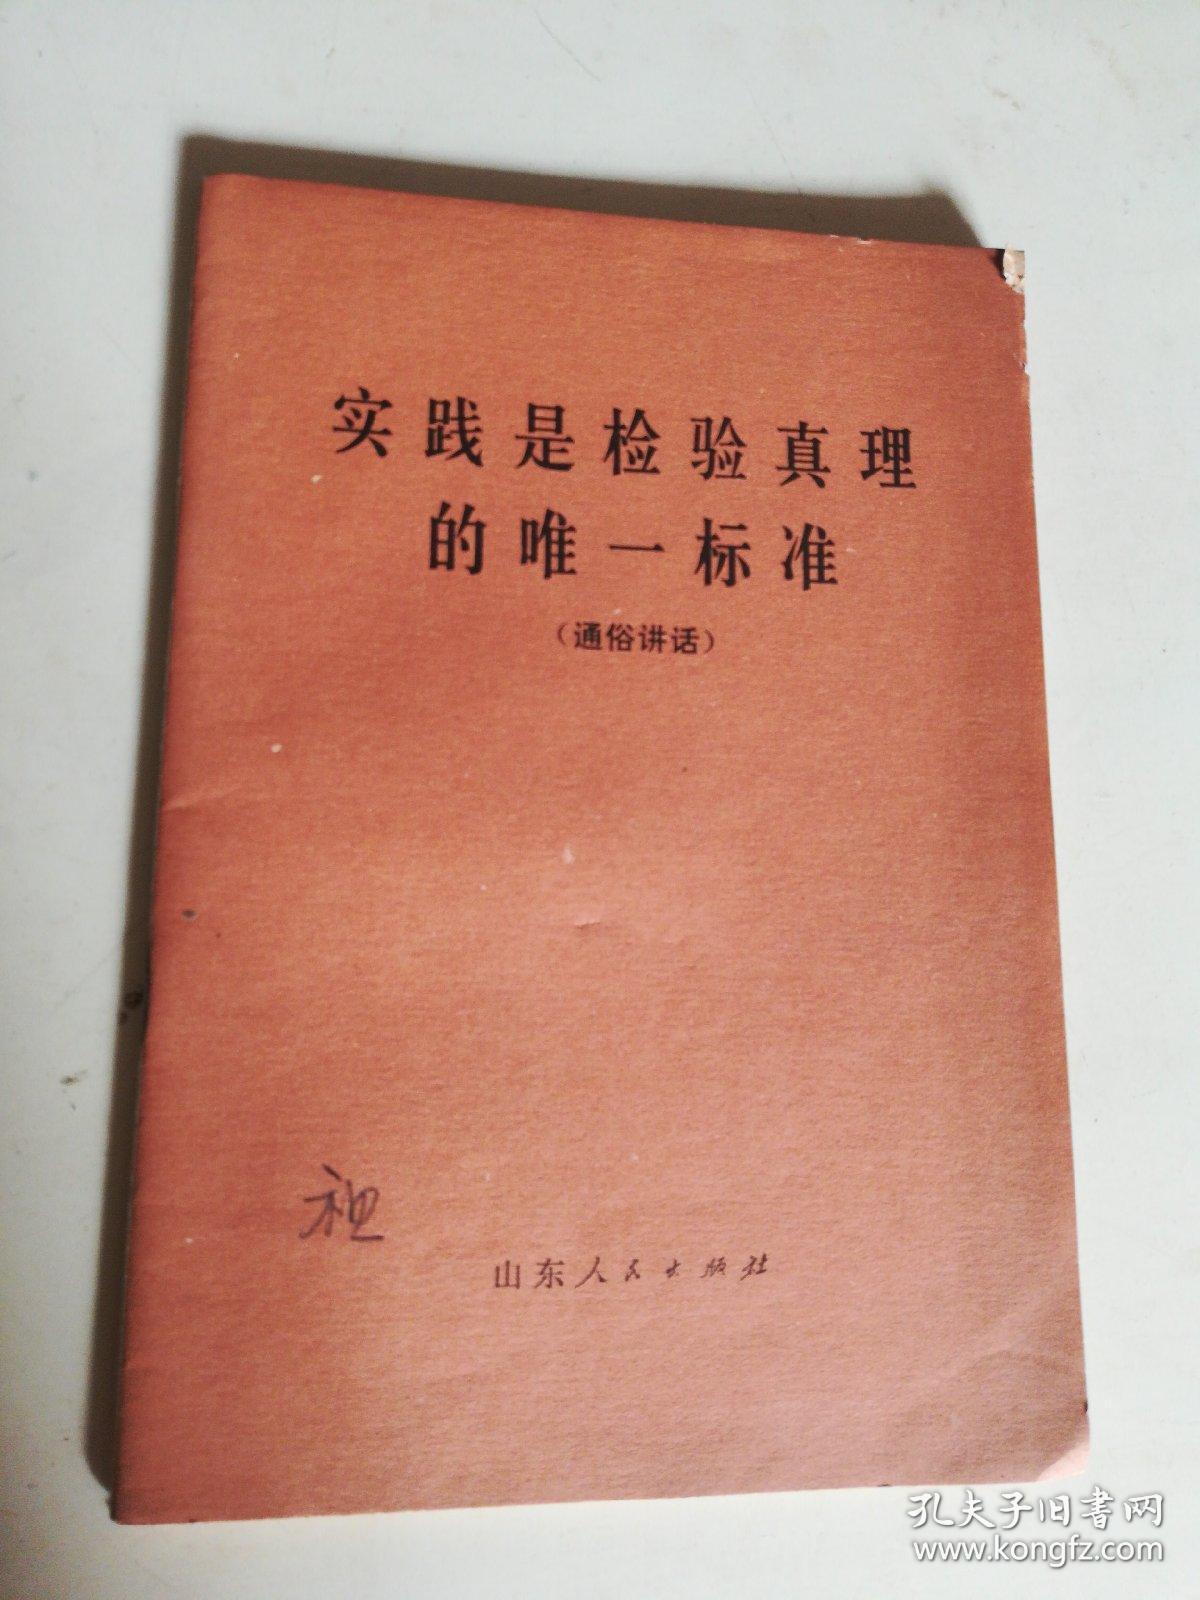 实践是检验真理
的唯一标准
（通俗讲话）
山东人民出版社
孔夫子旧书网
www.kongfz.com